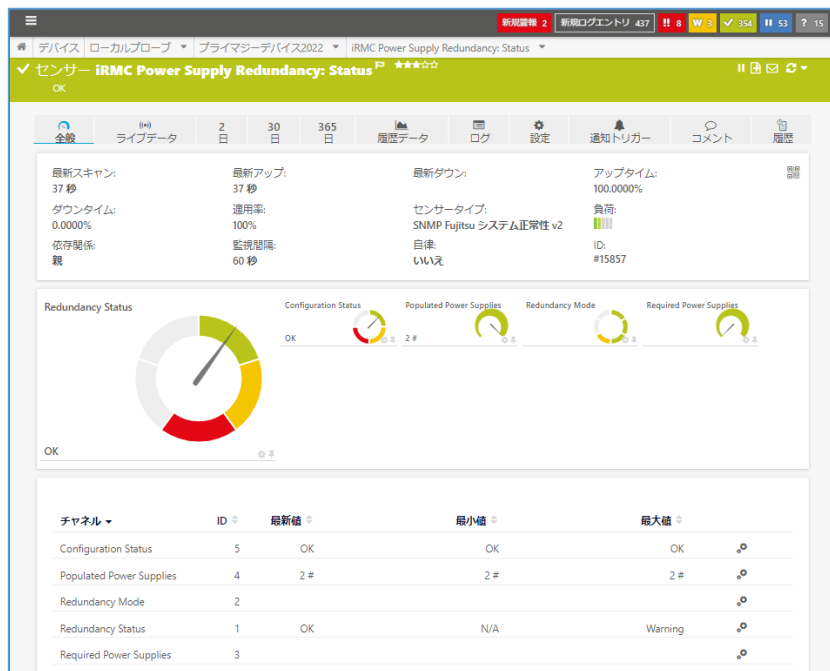 新規警報 2 新規ログエントリ 437 !! 8 W 3 354 53 ? 15
デバイス ローカルプローブ プライマジーデバイス2022 iRMC Power Supply Redundancy: Status
センサー iRMC Power Supply Redundancy: Status
OK
全般 ライブデータ 2日 30日 365日 履歴データ ログ 設定 通知トリガー コメント 履歴
最新スキャン: 最新アップ: 最新ダウン: アップタイム:
37 秒 37 秒 100.0000%
ダウンタイム: 適用率: センサータイプ: 負荷:
0.0000% 100% SNMP Fujitsu システム正常性 v2
依存関係: 監視間隔: 自律: ID:
親 60 秒 いいえ #15857
Redundancy Status Configuration Status Populated Power Supplies Redundancy Mode Required Power Supplies
OK 2 #
OK
チャネル ID 最新値 最小値 最大値
Configuration Status 5 OK OK OK
Populated Power Supplies 4 2 # 2 # 2 #
Redundancy Mode 2
Redundancy Status 1 OK N/A Warning
Required Power Supplies 3